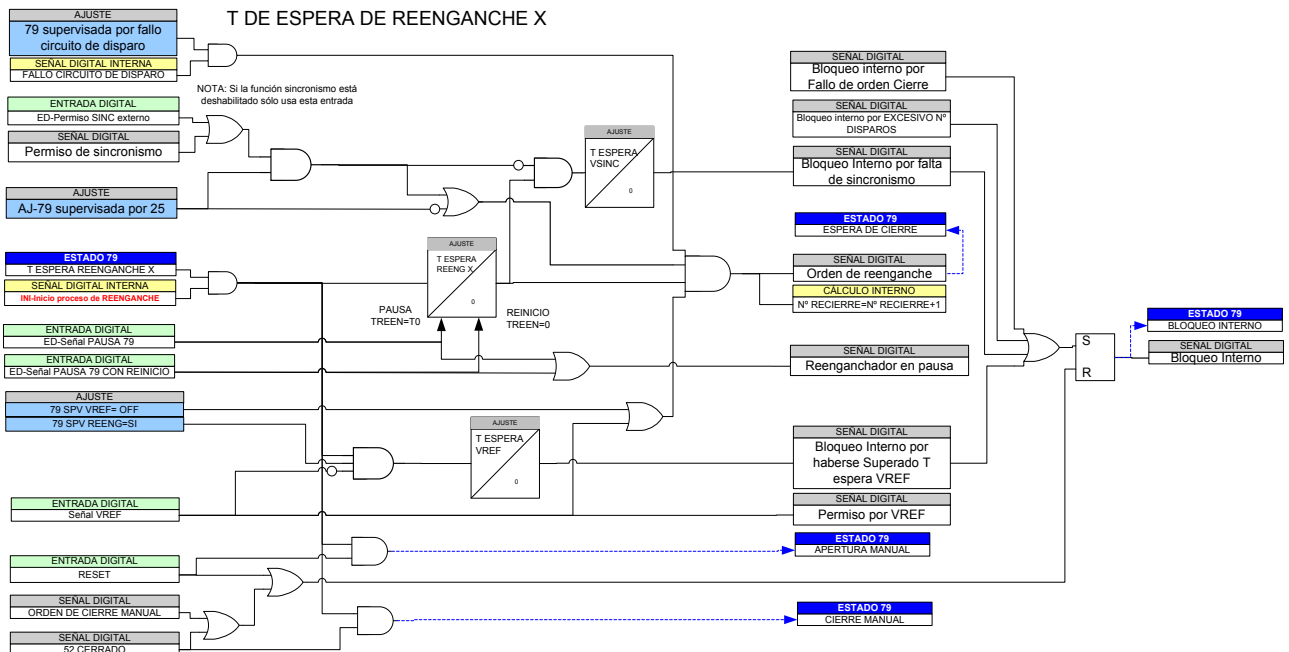 T DE ESPERA DE REENGANCHE X
AJUSTE
79 supervisada por fallo
circuito de disparo
SEÑAL DIGITAL INTERNA
FALLO CIRCUITO DE DISPARO
NOTA: Si la función sincronismo está
deshabilitado sólo usa esta entrada
ENTRADA DIGITAL
ED-Permiso SINC externo
SEÑAL DIGITAL
Permiso de sincronismo
AJUSTE
AJ-79 supervisada por 25
ESTADO 79
T ESPERA REENGANCHE X
SEÑAL DIGITAL INTERNA
INI-Inicio proceso de REENGANCHE
ENTRADA DIGITAL
ED-Señal PAUSA 79
ENTRADA DIGITAL
ED-Señal PAUSA 79 CON REINICIO
AJUSTE
79 SPV VREF= OFF
79 SPV REENG=SI
ENTRADA DIGITAL
Señal VREF
ENTRADA DIGITAL
RESET
SEÑAL DIGITAL
ORDEN DE CIERRE MANUAL
SEÑAL DIGITAL
52 CERRADO
AJUSTE
T ESPERA
VSINC
0
AJUSTE
T ESPERA
REENG X
0
PAUSA
TREEN=T0
REINICIO
TREEN=0
AJUSTE
T ESPERA
VREF
0
SEÑAL DIGITAL
Bloqueo interno por
Fallo de orden Cierre
SEÑAL DIGITAL
Bloqueo interno por EXCESIVO Nº
DISPAROS
SEÑAL DIGITAL
Bloqueo Interno por falta
de sincronismo
ESTADO 79
ESPERA DE CIERRE
SEÑAL DIGITAL
Orden de reenganche
CÁLCULO INTERNO
Nº RECIERRE=Nº RECIERRE+1
SEÑAL DIGITAL
Reenganchador en pausa
SEÑAL DIGITAL
Bloqueo Interno por
haberse Superado T
espera VREF
SEÑAL DIGITAL
Permiso por VREF
ESTADO 79
APERTURA MANUAL
ESTADO 79
CIERRE MANUAL
S
R
ESTADO 79
BLOQUEO INTERNO
SEÑAL DIGITAL
Bloqueo Interno